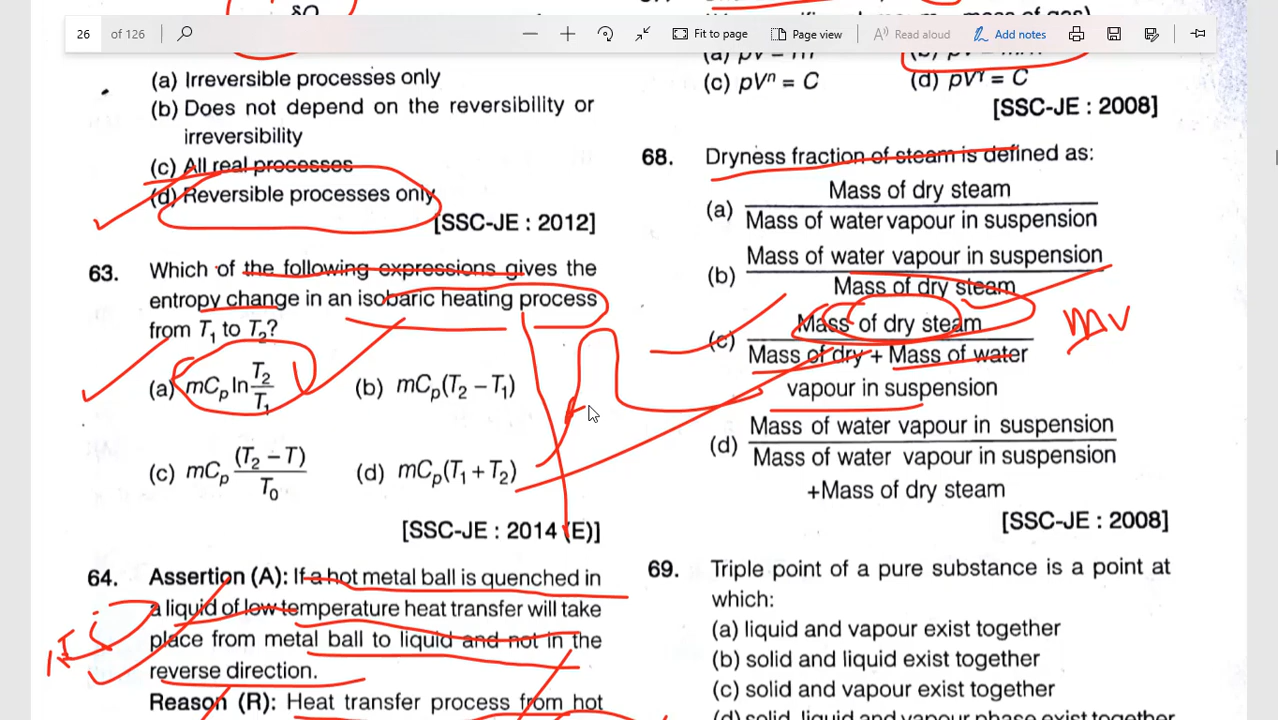 26 of 126
Fit to page
Page view
Read aloud
Add notes
(a) Irreversible processes only
(b) Does not depend on the reversibility or
irreversibility
(c) All real processes
(d) Reversible processes only
[SSC-JE : 2012]
63. Which of the following expressions gives the
entropy change in an isobaric heating process
from T₁ to T₂?
(a) mCₚ ln T₂/T₁
(b) mCₚ(T₂ – T₁)
(c) mCₚ (T₂ – T)/T₀
(d) mCₚ(T₁ + T₂)
[SSC-JE : 2014 (E)]
64. Assertion (A): If a hot metal ball is quenched in
a liquid of low temperature heat transfer will take
place from metal ball to liquid and not in the
reverse direction.
Reason (R): Heat transfer process from hot
(c) pVⁿ = C
(d) pVᵞ = C
[SSC-JE : 2008]
68. Dryness fraction of steam is defined as:
(a) Mass of dry steam
Mass of water vapour in suspension
(b) Mass of water vapour in suspension
Mass of dry steam
(c) Mass of dry steam
Mass of dry + Mass of water
vapour in suspension
(d) Mass of water vapour in suspension
Mass of water vapour in suspension
+Mass of dry steam
[SSC-JE : 2008]
69. Triple point of a pure substance is a point at
which:
(a) liquid and vapour exist together
(b) solid and liquid exist together
(c) solid and vapour exist together
(d) solid, liquid and vapour phase exist together